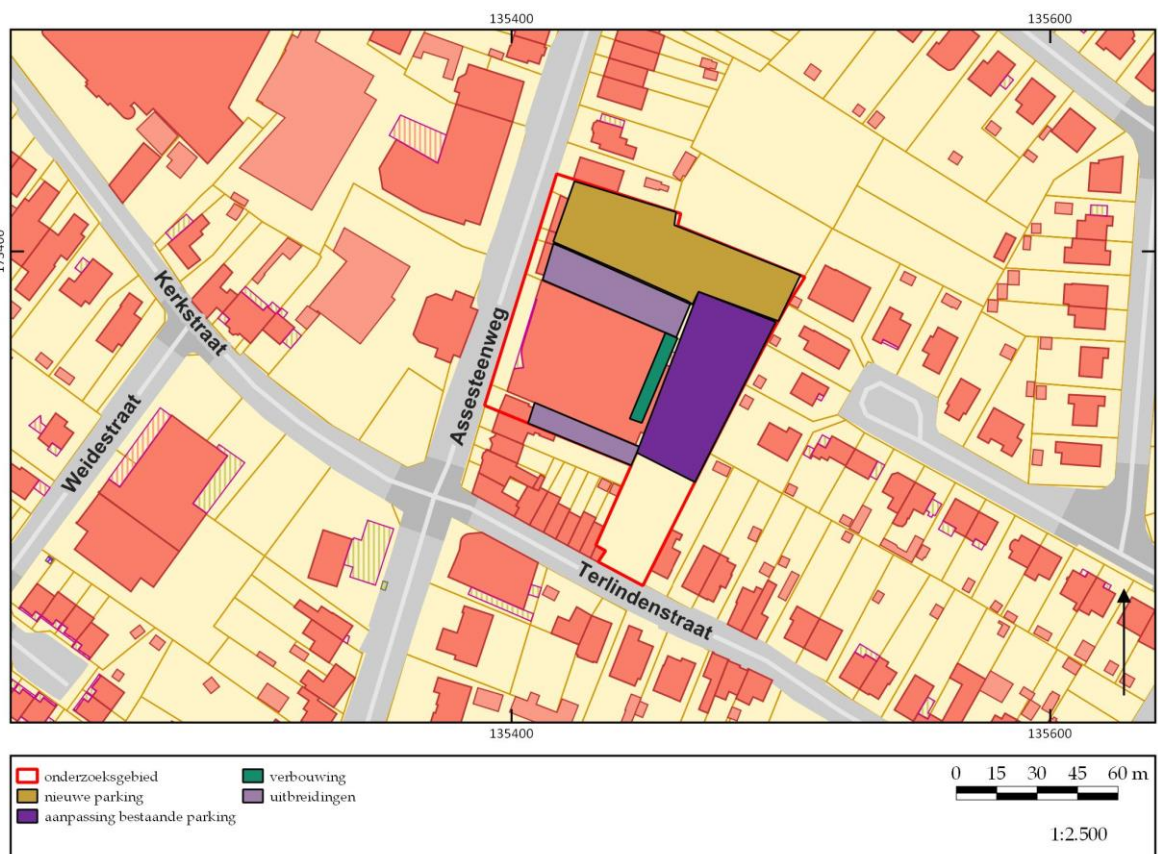 135400 135600
Kerkstraat
Assesteenweg
Weidestraat
Terlindenstraat
135400 135600
onderzoeksgebied
nieuwe parking
aanpassing bestaande parking
verbouwing
uitbreidingen
0 15 30 45 60 m
1:2.500